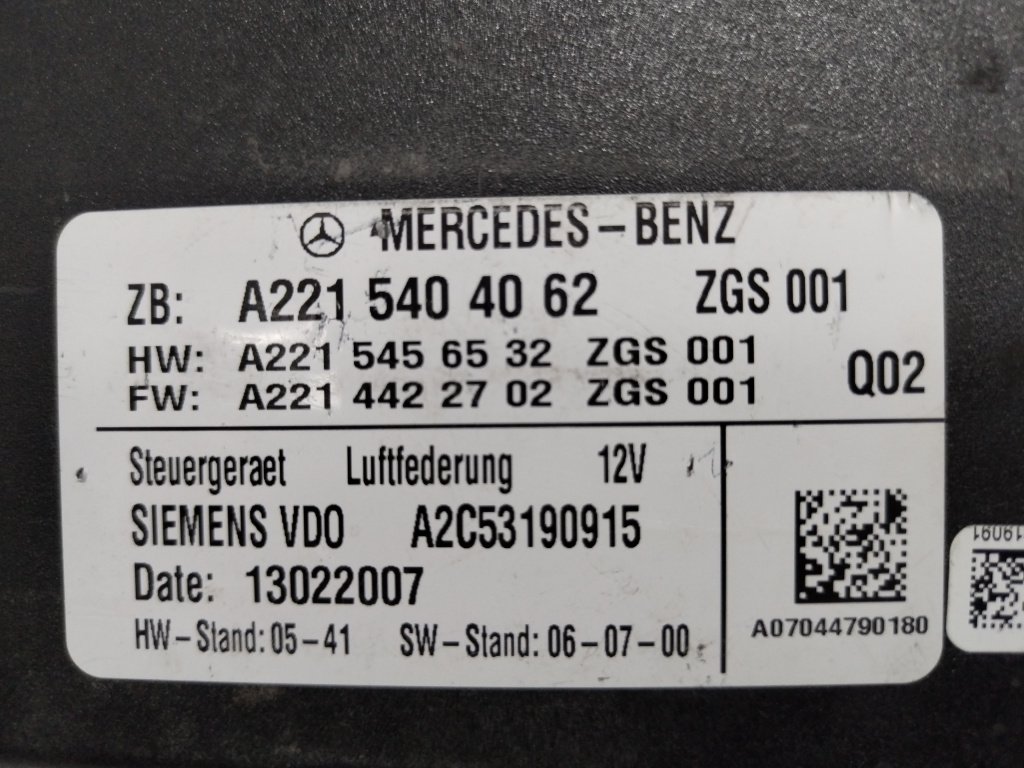 MERCEDES-BENZ
ZB: A221 540 40 62 ZGS 001
HW: A221 545 65 32 ZGS 001
FW: A221 442 27 02 ZGS 001
Q02
Steuergeraet Luftfederung 12V
SIEMENS VDO A2C53190915
Date: 13022007
HW-Stand: 05-41 SW-Stand: 06-07-00
A07044790180